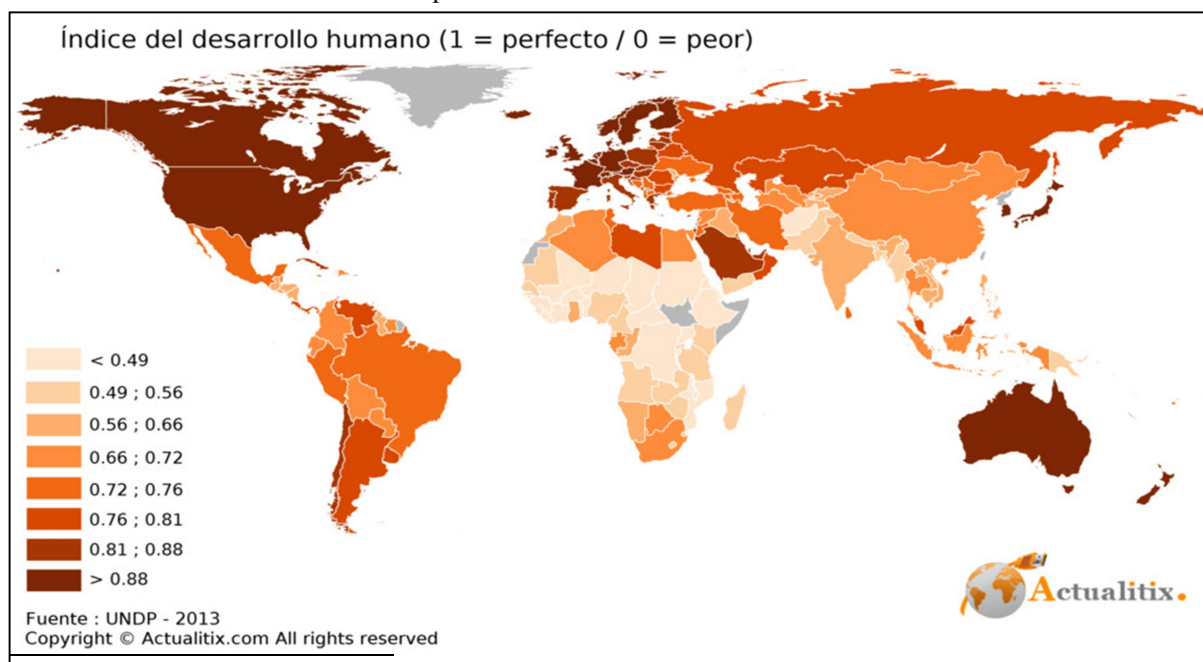 Índice del desarrollo humano (1 = perfecto / 0 = peor)
< 0.49
0.49 ; 0.56
0.56 ; 0.66
0.66 ; 0.72
0.72 ; 0.76
0.76 ; 0.81
0.81 ; 0.88
> 0.88
Actualitix.
Fuente : UNDP - 2013
Copyright © Actualitix.com All rights reserved